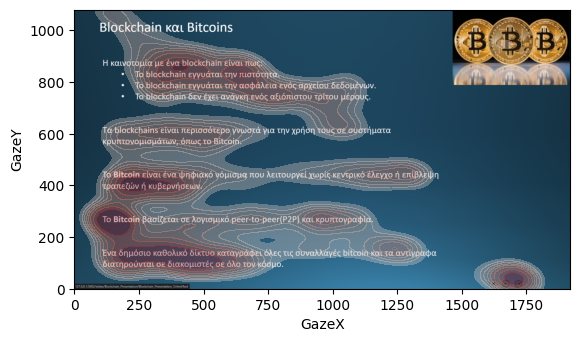 Blockchain και Bitcoins
Η καινοτομία με ένα blockchain είναι πως:
• Το blockchain εγγυάται την πιστότητα.
• Το blockchain εγγυάται την ασφάλεια ενός αρχείου δεδομένων.
• Το blockchain δεν έχει ανάγκη ενός αξιόπιστου τρίτου μέρους.
Τα blockchains είναι περισσότερο γνωστά για την χρήση τους σε συστήματα
κρυπτονομισμάτων, όπως το Bitcoin.
Το Bitcoin είναι ένα ψηφιακό νόμισμα που λειτουργεί χωρίς κεντρικό έλεγχο ή επίβλεψη
τραπεζών ή κυβερνήσεων.
Το Bitcoin βασίζεται σε λογισμικό peer-to-peer(P2P) και κρυπτογραφία.
Ένα δημόσιο καθολικό δίκτυο καταγράφει όλες τις συναλλαγές bitcoin και τα αντίγραφα
διατηρούνται σε διακομιστές σε όλο τον κόσμο.
GazeY
1000
800
600
400
200
0
0 250 500 750 1000 1250 1500 1750
GazeX